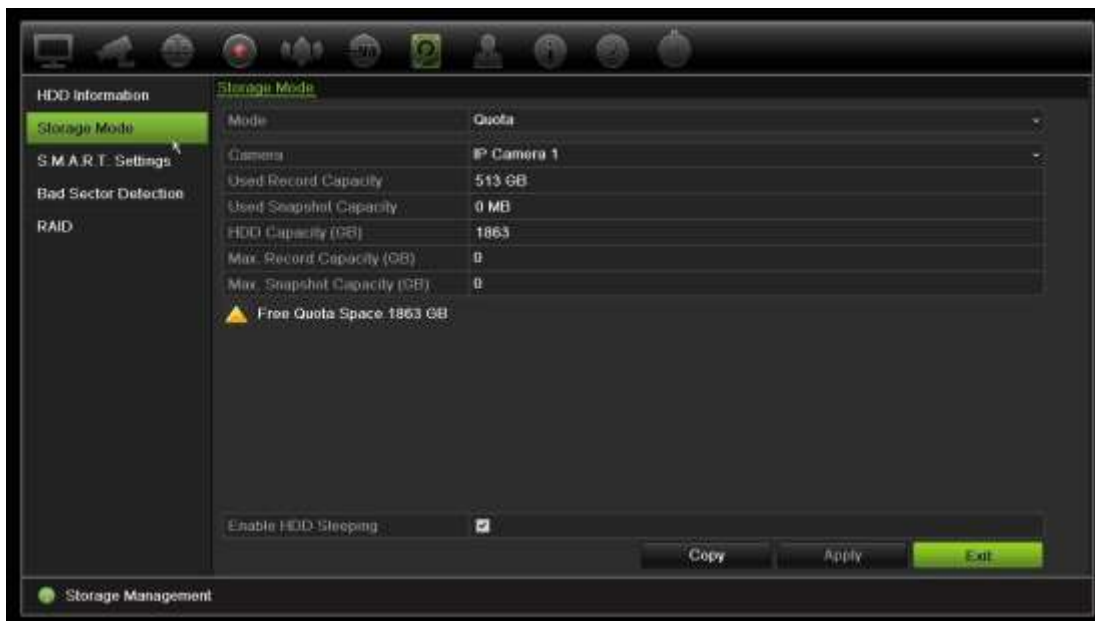 HDD Information
Storage Mode
S.M.A.R.T. Settings
Bad Sector Detection
RAID
Storage Mode
Mode Quota
Camera IP Camera 1
Used Record Capacity 513 GB
Used Snapshot Capacity 0 MB
HDD Capacity (GB) 1863
Max. Record Capacity (GB) 0
Max. Snapshot Capacity (GB) 0
Free Quota Space 1863 GB
Enable HDD Sleeping
Copy Apply Exit
Storage Management